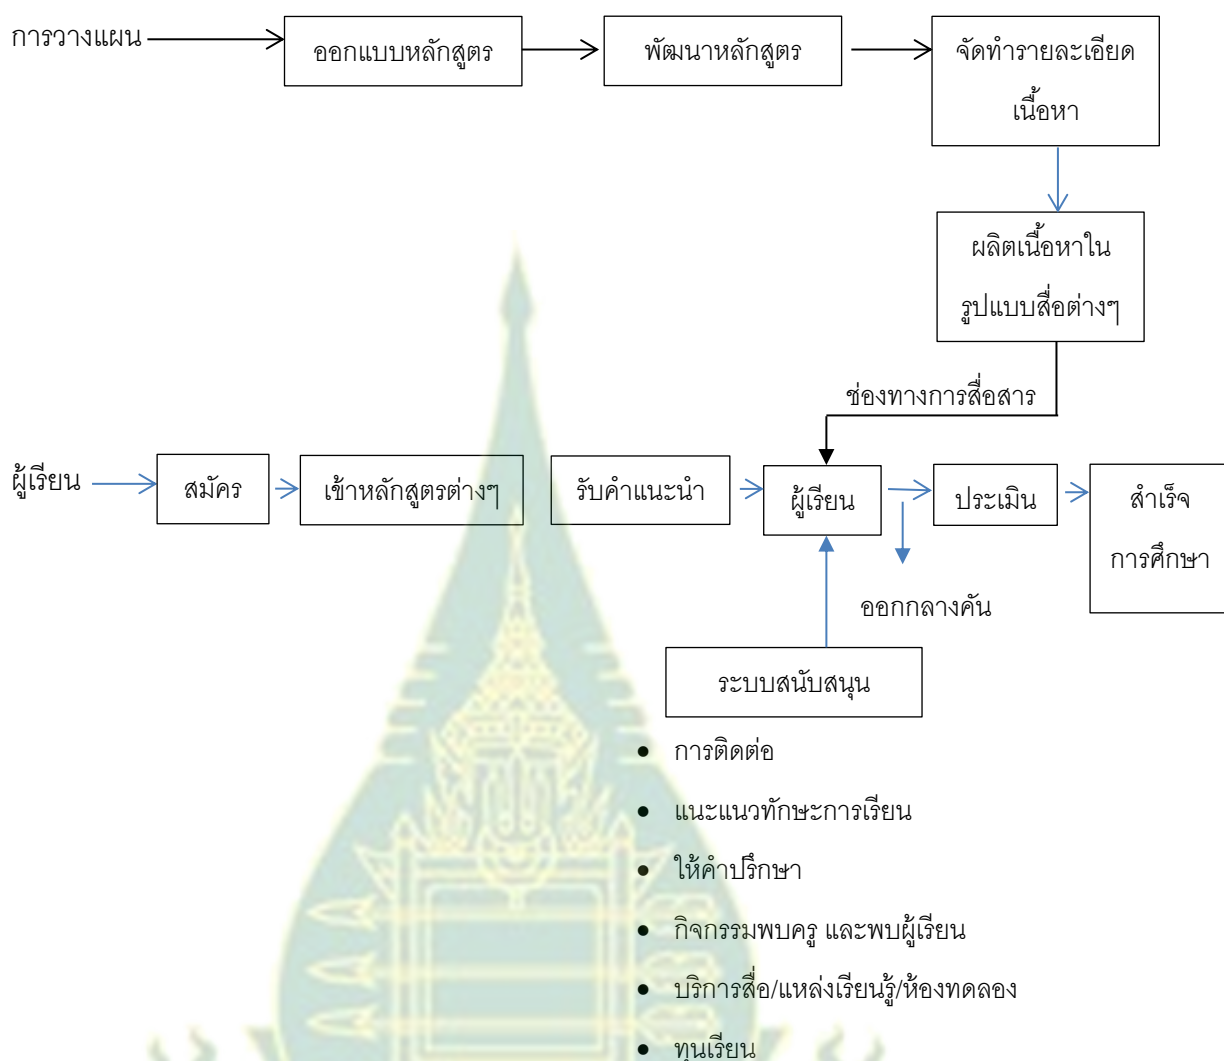 การวางแผน
ออกแบบหลักสูตร
พัฒนาหลักสูตร
จัดทำรายละเอียด
เนื้อหา
ผลิตเนื้อหาใน
รูปแบบสื่อต่างๆ
ช่องทางการสื่อสาร
ผู้เรียน
สมัคร
เข้าหลักสูตรต่างๆ
รับคำแนะนำ
ผู้เรียน
ประเมิน
สำเร็จ
การศึกษา
ออกกลางคัน
ระบบสนับสนุน
• การติดต่อ
• แนะแนวทักษะการเรียน
• ให้คำปรึกษา
• กิจกรรมพบครู และพบผู้เรียน
• บริการสื่อ/แหล่งเรียนรู้/ห้องทดลอง
• ทุนเรียน